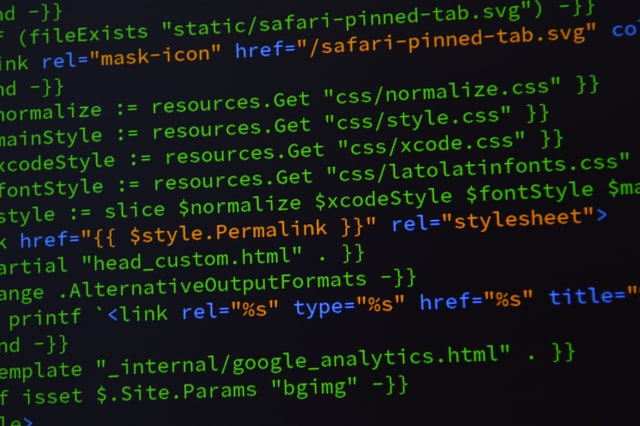 nd -}}
f (fileExists "static/safari-pinned-tab.svg") -}}
ink rel="mask-icon" href="/safari-pinned-tab.svg" co
nd -}}
normalize := resources.Get "css/normalize.css" }}
mainStyle := resources.Get "css/style.css" }}
xcodeStyle := resources.Get "css/xcode.css" }}
fontStyle := resources.Get "css/latolatinfonts.css"
style := slice $normalize $xcodeStyle $fontStyle $ma
k href="{{ $style.Permalink }}" rel="stylesheet">
artial "head_custom.html" . }}
ange .AlternativeOutputFormats -}}
printf `<link rel="%s" type="%s" href="%s" title="
nd -}}
emplate "_internal/google_analytics.html" . }}
f isset $.Site.Params "bgimg" -}}
le>